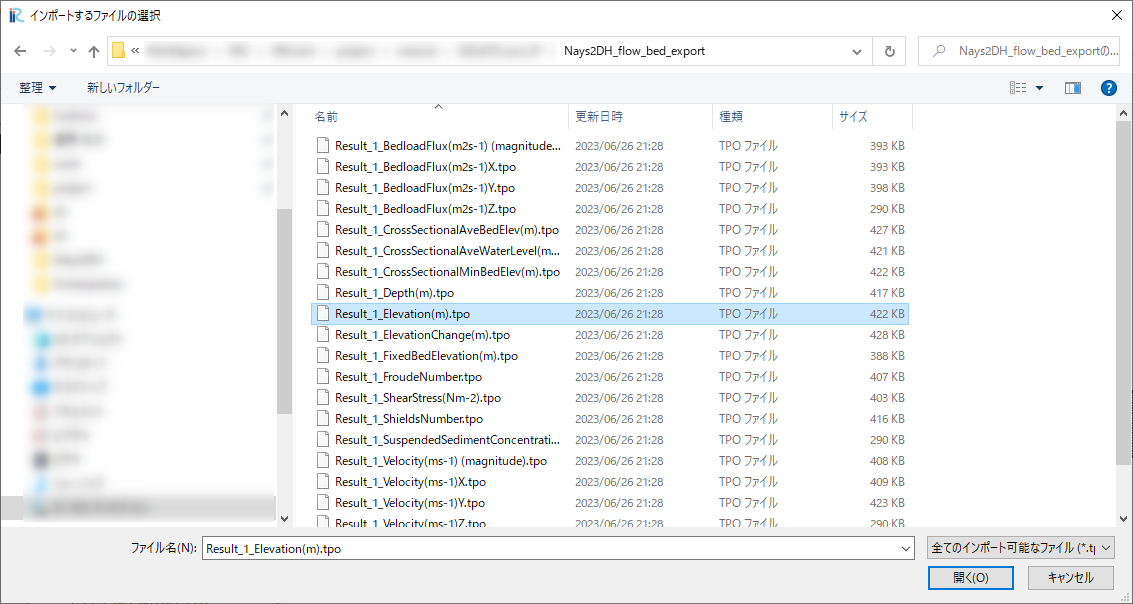 インポートするファイルの選択
« Nays2DH_flow_bed_export
Nays2DH_flow_bed_exportの...
整理 新しいフォルダー
名前 更新日時 種類 サイズ
Result_1_BedloadFlux(m2s-1) (magnitude... 2023/06/26 21:28 TPO ファイル 393 KB
Result_1_BedloadFlux(m2s-1)X.tpo 2023/06/26 21:28 TPO ファイル 396 KB
Result_1_BedloadFlux(m2s-1)Y.tpo 2023/06/26 21:28 TPO ファイル 398 KB
Result_1_BedloadFlux(m2s-1)Z.tpo 2023/06/26 21:28 TPO ファイル 290 KB
Result_1_CrossSectionalAveBedElev(m).tpo 2023/06/26 21:28 TPO ファイル 427 KB
Result_1_CrossSectionalAveWaterLevel(m... 2023/06/26 21:28 TPO ファイル 421 KB
Result_1_CrossSectionalMinBedElev(m).tpo 2023/06/26 21:28 TPO ファイル 422 KB
Result_1_Depth(m).tpo 2023/06/26 21:28 TPO ファイル 417 KB
Result_1_Elevation(m).tpo 2023/06/26 21:28 TPO ファイル 422 KB
Result_1_ElevationChange(m).tpo 2023/06/26 21:28 TPO ファイル 428 KB
Result_1_FixedBedElevation(m).tpo 2023/06/26 21:28 TPO ファイル 388 KB
Result_1_FroudeNumber.tpo 2023/06/26 21:28 TPO ファイル 407 KB
Result_1_ShearStress(Nm-2).tpo 2023/06/26 21:28 TPO ファイル 403 KB
Result_1_ShieldsNumber.tpo 2023/06/26 21:28 TPO ファイル 416 KB
Result_1_SuspendedSedimentConcentrati... 2023/06/26 21:28 TPO ファイル 290 KB
Result_1_Velocity(ms-1) (magnitude).tpo 2023/06/26 21:28 TPO ファイル 408 KB
Result_1_Velocity(ms-1)X.tpo 2023/06/26 21:28 TPO ファイル 409 KB
Result_1_Velocity(ms-1)Y.tpo 2023/06/26 21:28 TPO ファイル 423 KB
Result_1_Velocity(ms-1)Z.tpo 2023/06/26 21:28 TPO ファイル 290 KB
ファイル名(N): Result_1_Elevation(m).tpo 全てのインポート可能なファイル (*.tp
開く(O) キャンセル